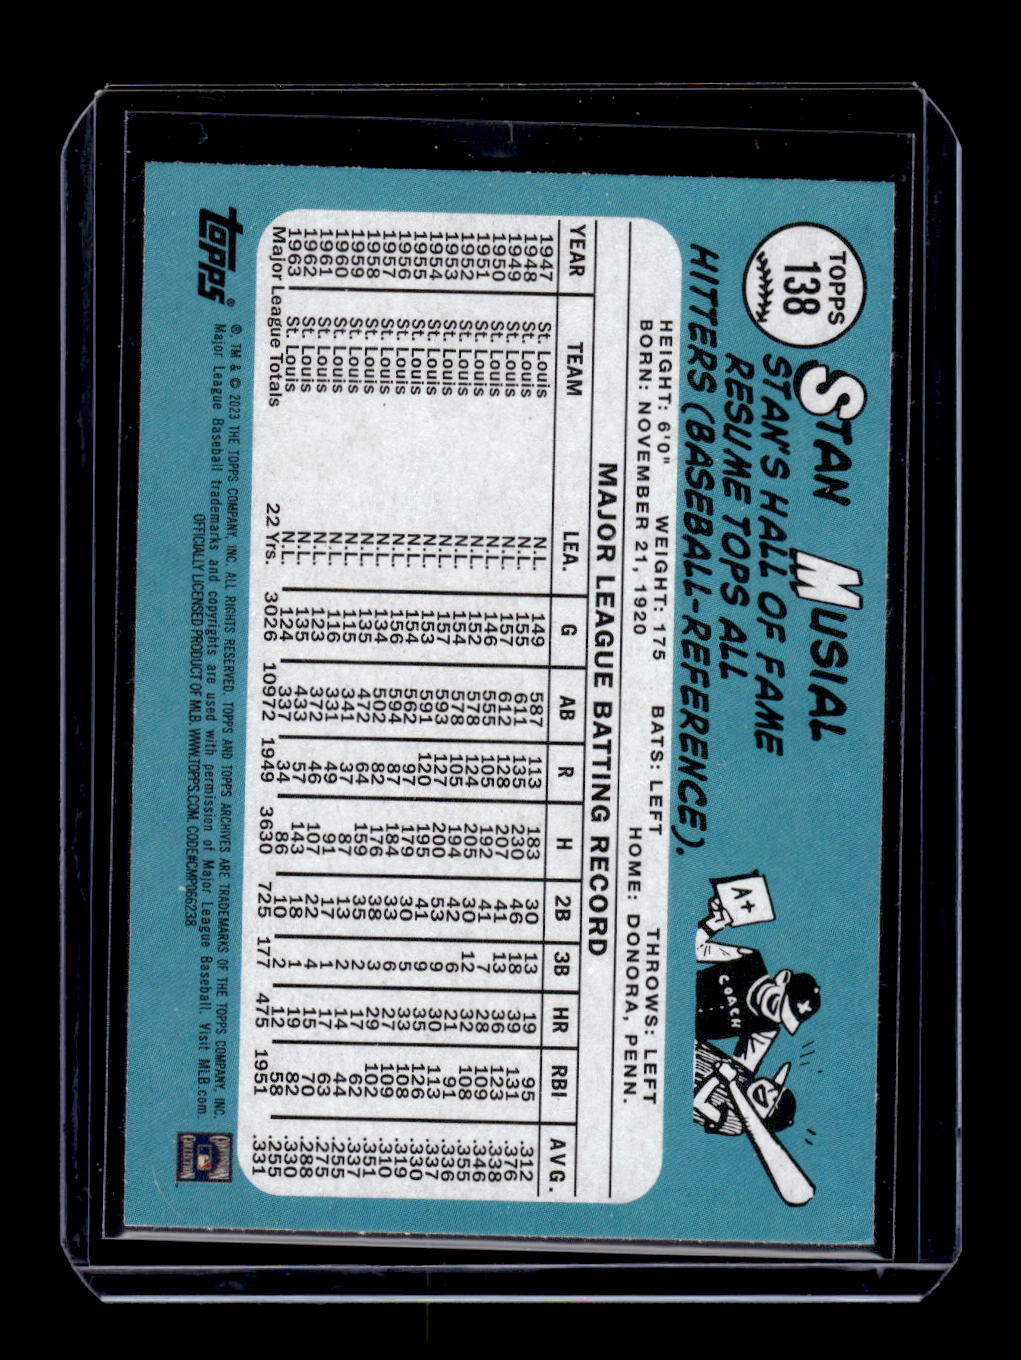 TOPPS
138
STAN MUSIAL
STAN'S HALL OF FAME
RESUME TOPS ALL
HITTERS (BASEBALL-REFERENCE).
A+
COACH
HEIGHT: 6'0" WEIGHT: 175 BATS: LEFT THROWS: LEFT
BORN: NOVEMBER 21, 1920 HOME: DONORA, PENN.
MAJOR LEAGUE BATTING RECORD
YEAR TEAM LEA. G AB R H 2B 3B HR RBI AVG.
1947 St. Louis N.L. 149 587 113 183 30 13 19 95 .312
1948 St. Louis N.L. 155 611 135 230 46 18 39 131 .376
1949 St. Louis N.L. 157 612 128 207 41 13 36 123 .338
1950 St. Louis N.L. 146 555 105 192 41 7 28 109 .346
1951 St. Louis N.L. 152 578 124 205 30 12 32 108 .355
1952 St. Louis N.L. 154 578 105 194 42 6 21 91 .336
1953 St. Louis N.L. 157 593 127 200 53 9 30 113 .337
1954 St. Louis N.L. 153 591 120 195 41 9 35 126 .330
1955 St. Louis N.L. 154 562 97 179 30 5 33 108 .319
1956 St. Louis N.L. 156 594 87 184 33 6 27 109 .310
1957 St. Louis N.L. 134 502 82 176 38 3 29 102 .351
1958 St. Louis N.L. 135 472 64 159 35 2 17 62 .337
1959 St. Louis N.L. 115 341 37 87 13 2 14 44 .255
1960 St. Louis N.L. 116 331 49 91 17 1 17 63 .275
1961 St. Louis N.L. 123 372 46 107 22 4 15 70 .288
1962 St. Louis N.L. 135 433 57 143 18 1 19 82 .330
1963 St. Louis N.L. 124 337 34 86 10 2 12 58 .255
Major League Totals 22 Yrs. 3026 10972 1949 3630 725 177 475 1951 .331
topps®
®, TM & © 2023 THE TOPPS COMPANY, INC. ALL RIGHTS RESERVED. TOPPS AND TOPPS ARCHIVES ARE TRADEMARKS OF THE TOPPS COMPANY, INC.
Major League Baseball trademarks and copyrights are used with permission of Major League Baseball. Visit MLB.com.
OFFICIALLY LICENSED PRODUCT OF MLB. WWW.TOPPS.COM. CODE#CMP066238
COOPERSTOWN
COLLECTION